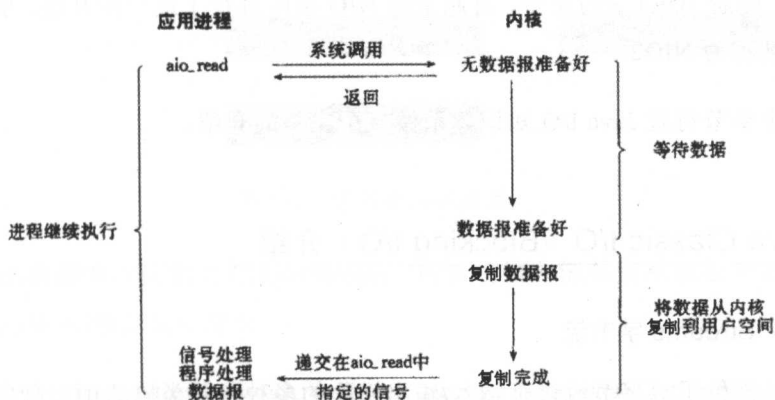 应用进程
内核
aio_read
系统调用
无数据报准备好
返回
等待数据
进程继续执行
数据报准备好
复制数据报
将数据从内核
复制到用户空间
信号处理
程序处理
数据报
递交在aio_read中
指定的信号
复制完成